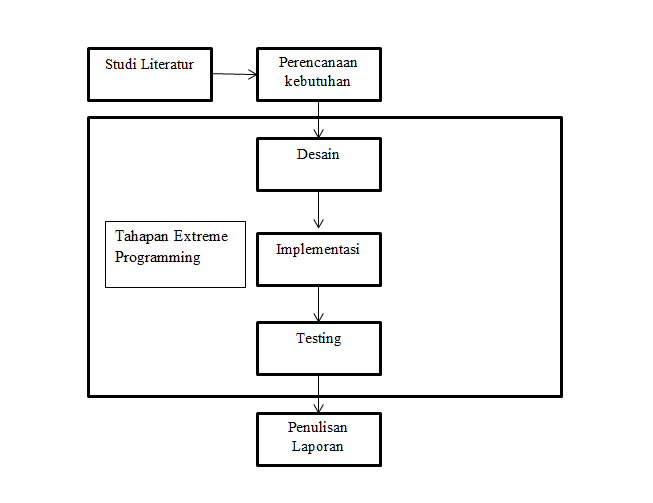 Studi Literatur
Perencanaan
kebutuhan
Desain
Tahapan Extreme
Programming
Implementasi
Testing
Penulisan
Laporan